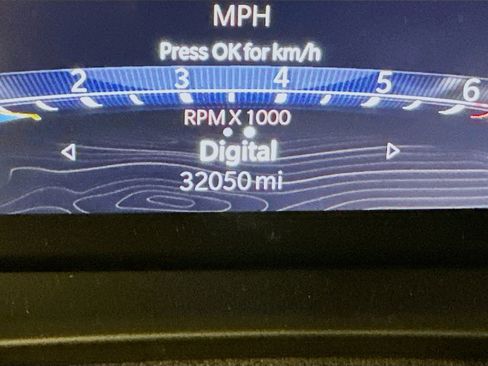 MPH
Press OK for km/h
2 3 4 5 6
RPM X 1000
Digital
32050 mi